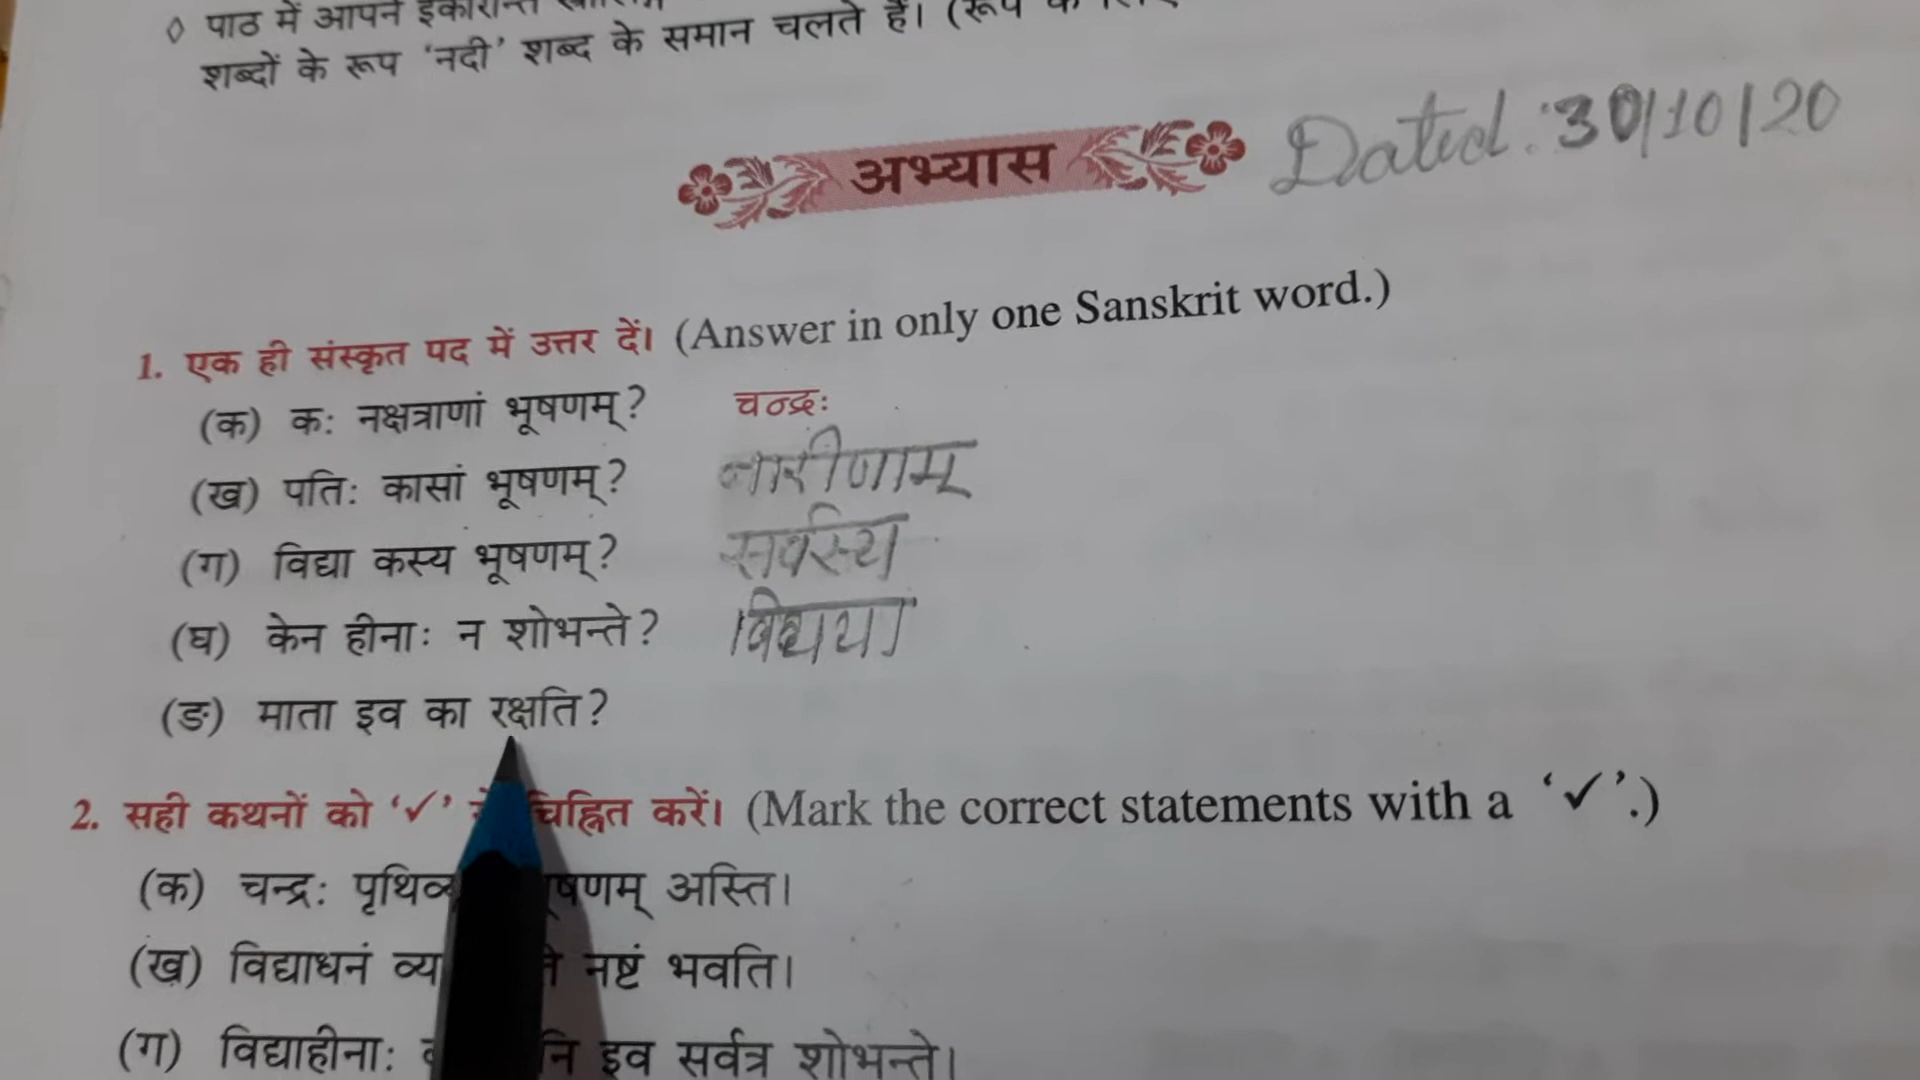 ◊ पाठ में आपने इकारान्त
शब्दों के रूप 'नदी' शब्द के समान चलते हैं। (रूप के लिए
अभ्यास
Dated : 30/10/20
1. एक ही संस्कृत पद में उत्तर दें। (Answer in only one Sanskrit word.)
(क) कः नक्षत्राणां भूषणम्? चन्द्रः
(ख) पतिः कासां भूषणम्? नारीणाम्
(ग) विद्या कस्य भूषणम्? सर्वस्य
(घ) केन हीनाः न शोभन्ते? विद्यया
(ङ) माता इव का रक्षति?
2. सही कथनों को '✓' से चिह्नित करें। (Mark the correct statements with a '✓'.)
(क) चन्द्रः भूषणम् अस्ति।
(ख) विद्याधनं नष्टं भवति।
(ग) विद्याहीनाः इव सर्वत्र शोभन्ते।